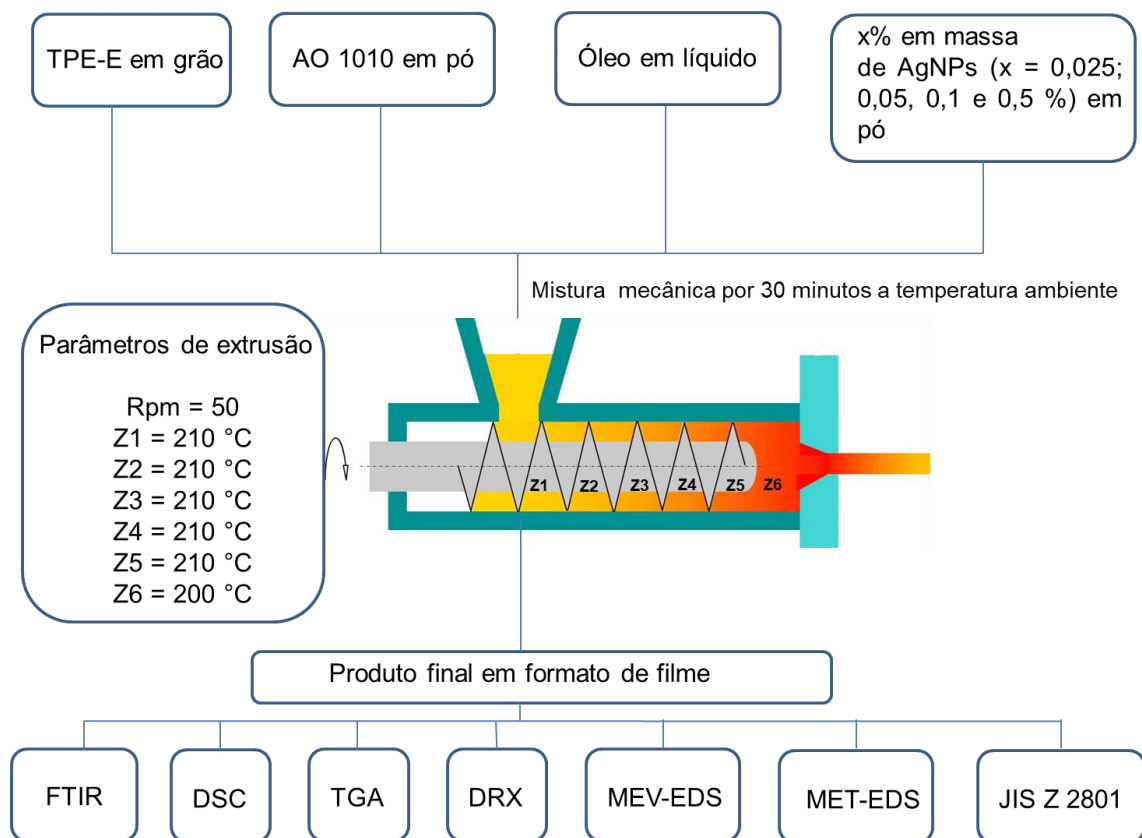 TPE-E em grão
AO 1010 em pó
Óleo em líquido
x% em massa
de AgNPs (x = 0,025;
0,05, 0,1 e 0,5 %) em
pó
Mistura mecânica por 30 minutos a temperatura ambiente
Parâmetros de extrusão
Rpm = 50
Z1 = 210 °C
Z2 = 210 °C
Z3 = 210 °C
Z4 = 210 °C
Z5 = 210 °C
Z6 = 200 °C
Z1 Z2 Z3 Z4 Z5 Z6
Produto final em formato de filme
FTIR
DSC
TGA
DRX
MEV-EDS
MET-EDS
JIS Z 2801